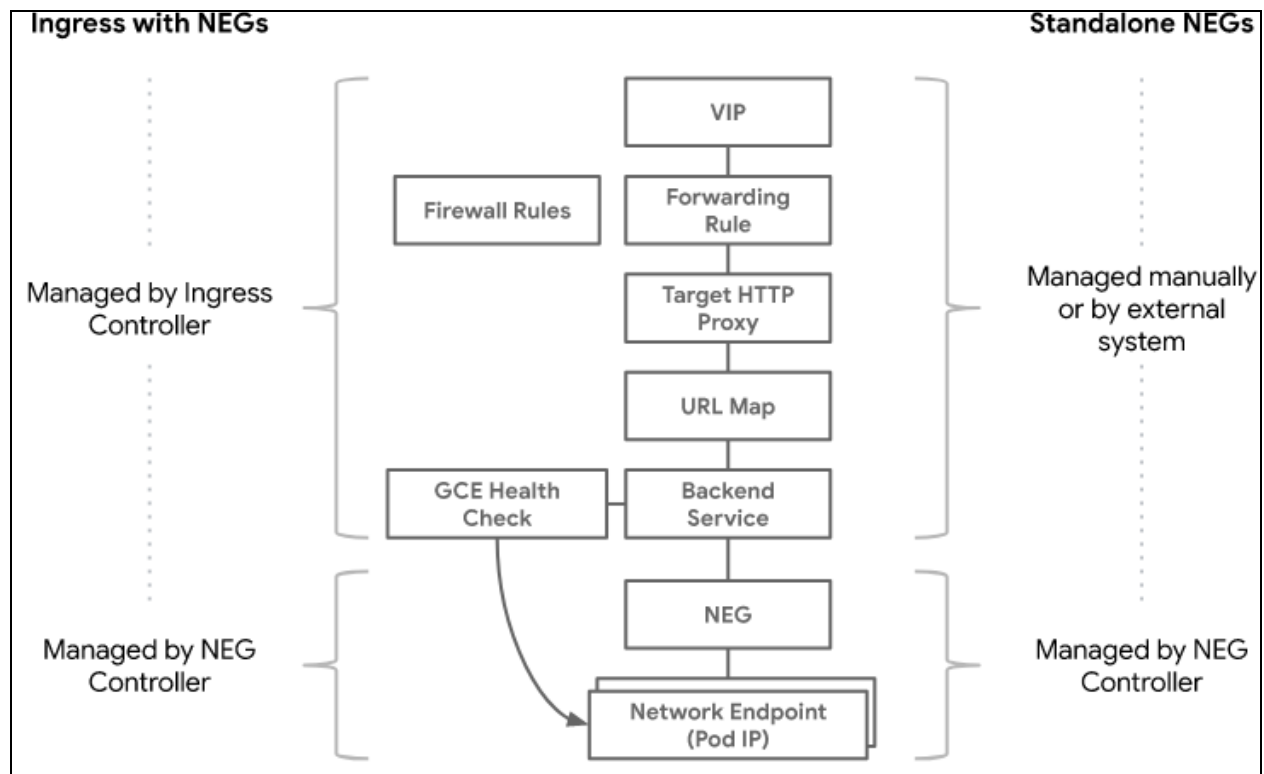 Ingress with NEGs
Standalone NEGs
VIP
Firewall Rules
Forwarding
Rule
Managed by Ingress
Controller
Target HTTP
Proxy
Managed manually
or by external
system
URL Map
GCE Health
Check
Backend
Service
NEG
Managed by NEG
Controller
Managed by NEG
Controller
Network Endpoint
(Pod IP)